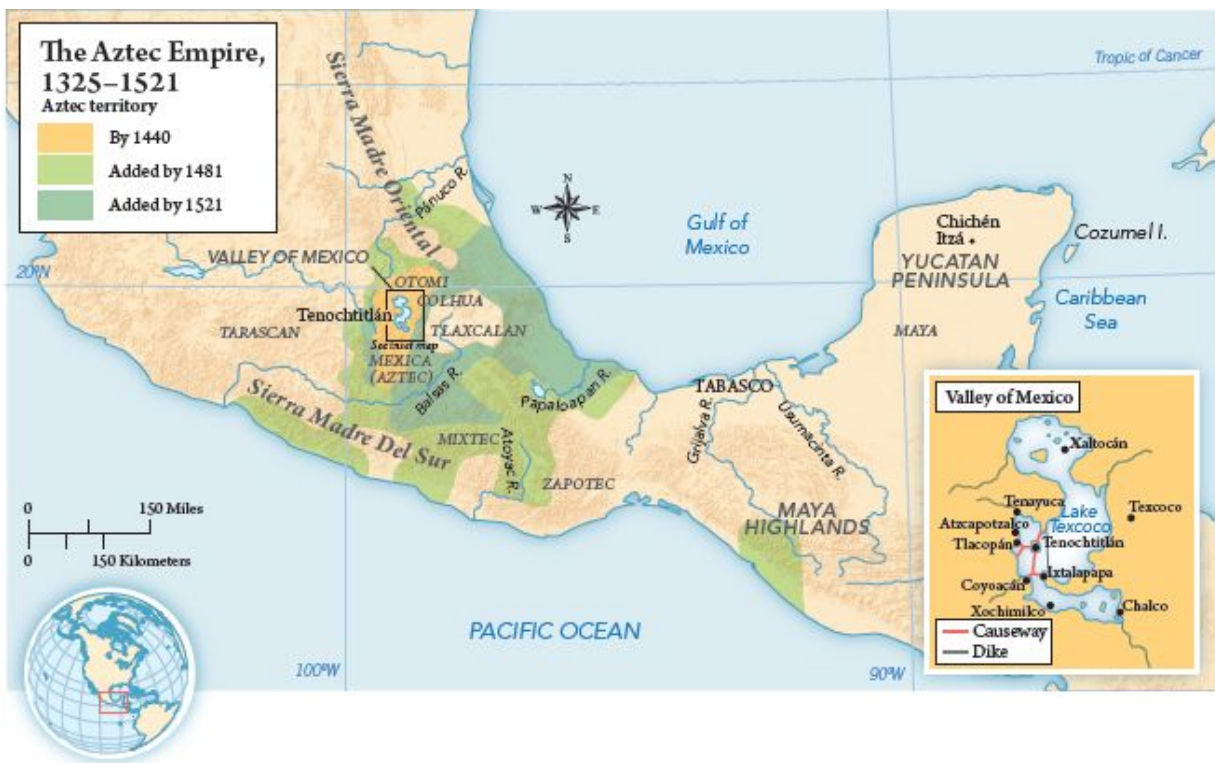 The Aztec Empire,
1325–1521
Aztec territory
By 1440
Added by 1481
Added by 1521
Tropic of Cancer
Sierra Madre Oriental
Pánuco R.
N
W E
S
Gulf of
Mexico
Chichén
Itzá
Cozumel I.
YUCATAN
PENINSULA
20°N
VALLEY OF MEXICO
OTOMI
COLHUA
Tenochtitlán
TLAXCALAN
TARASCAN
See inset map
MEXICA
(AZTEC)
Caribbean
Sea
MAYA
Balsas R.
Papaloapan R.
TABASCO
Grijalva R.
Usumacinta R.
Sierra Madre Del Sur
MIXTEC
Atoyac R.
ZAPOTEC
MAYA
HIGHLANDS
0 150 Miles
0 150 Kilometers
PACIFIC OCEAN
100°W
90°W
Valley of Mexico
Xaltocán
Tenayuca
Lake
Texcoco
Texcoco
Atzcapotzalco
Tlacopán
Tenochtitlán
Ixtalapapa
Coyoacán
Xochimilco
Chalco
Causeway
Dike